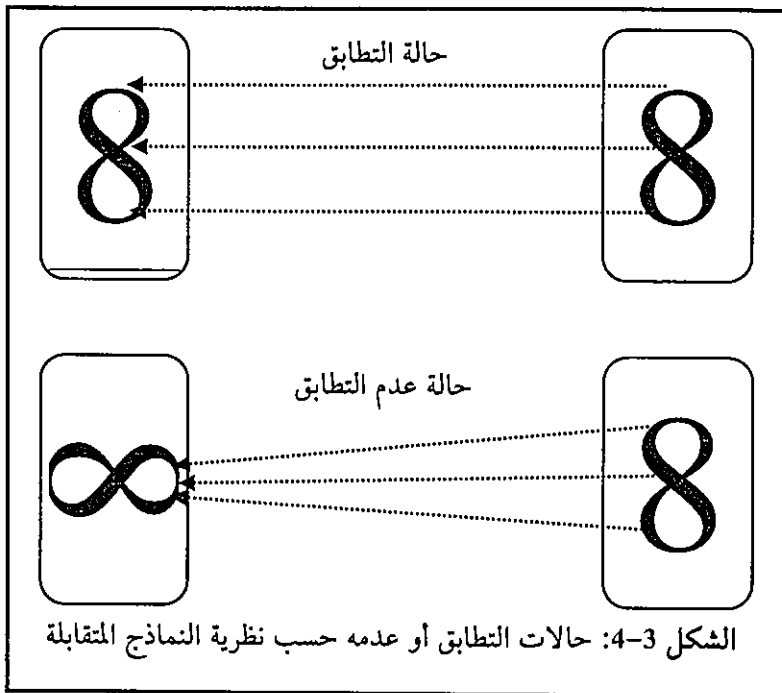 حالة التطابق
8 8
حالة عدم التطابق
8
الشكل 3-4: حالات التطابق أو عدمه حسب نظرية النماذج المتقابلة